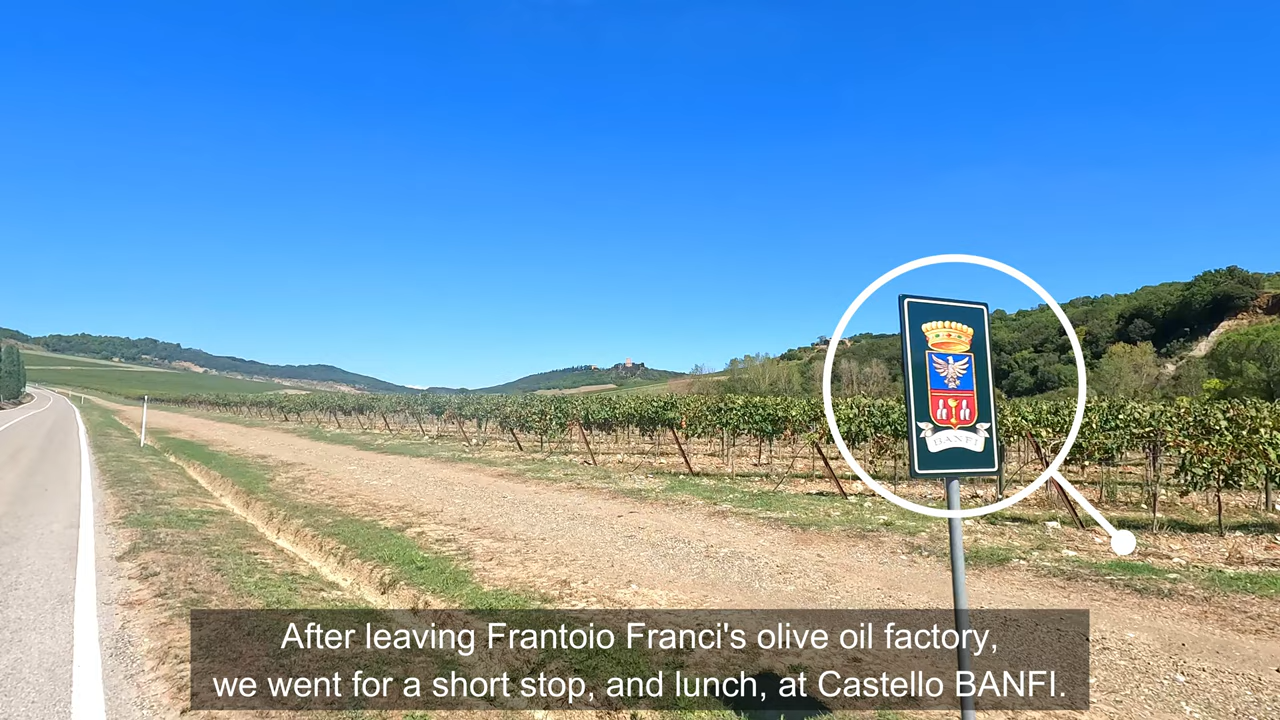 BANFI
After leaving Frantoio Franci's olive oil factory,
we went for a short stop, and lunch, at Castello BANFI.